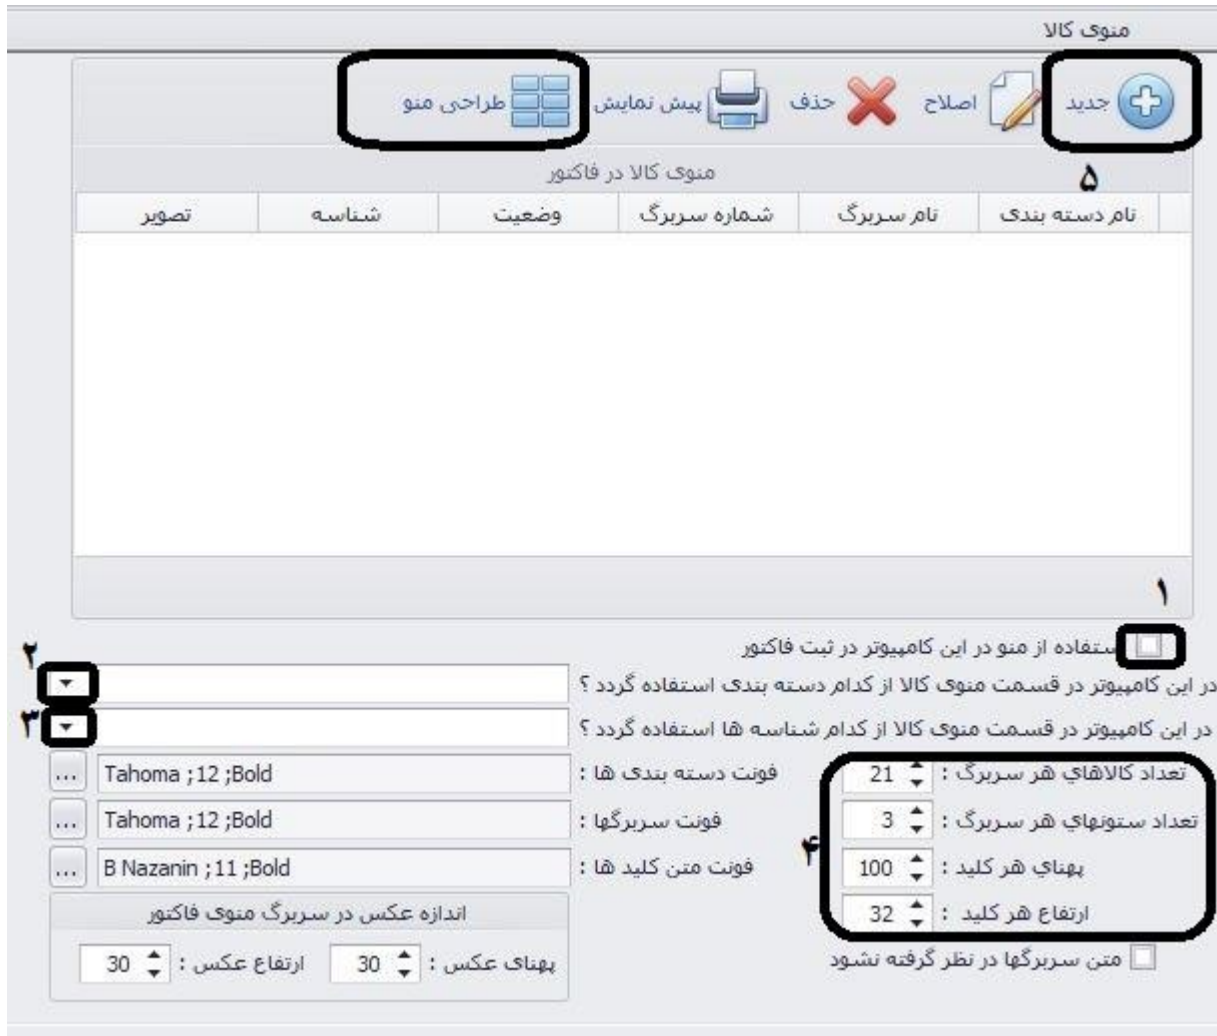 منوی کالا
جدید اصلاح حذف پیش نمایش طراحی منو
۵
منوی کالا در فاکتور
نام دسته بندی نام سربرگ شماره سربرگ وضعیت شناسه تصویر
۱
ستفاده از منو در این کامپیوتر در ثبت فاکتور
۲
در این کامپیوتر در قسمت منوی کالا از کدام دسته بندی استفاده گردد ؟
۳
در این کامپیوتر در قسمت منوی کالا از کدام شناسه ها استفاده گردد ؟
تعداد کالاهاي هر سربرگ : 21 فونت دسته بندی ها : Tahoma ;12 ;Bold ...
تعداد ستونهاي هر سربرگ : 3 فونت سربرگها : Tahoma ;12 ;Bold ...
۴
پهناي هر کلید : 100 فونت متن کلید ها : B Nazanin ;11 ;Bold ...
ارتفاع هر کلید : 32 اندازه عکس در سربرگ منوی فاکتور
متن سربرگها در نظر گرفته نشود پهنای عکس : 30 ارتفاع عکس : 30